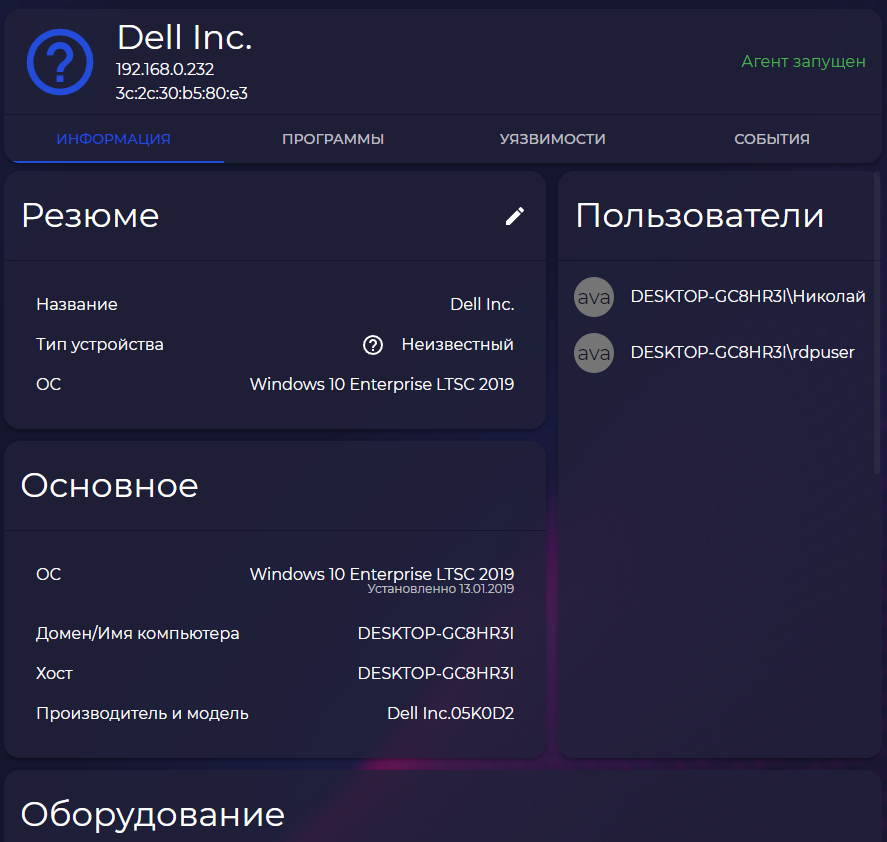 Dell Inc.
192.168.0.232
3c:2c:30:b5:80:e3
Агент запущен
ИНФОРМАЦИЯ ПРОГРАММЫ УЯЗВИМОСТИ СОБЫТИЯ
Резюме
Название Dell Inc.
Тип устройства Неизвестный
ОС Windows 10 Enterprise LTSC 2019
Пользователи
ava DESKTOP-GC8HR3I\Николай
ava DESKTOP-GC8HR3I\rdpuser
Основное
ОС Windows 10 Enterprise LTSC 2019
Установленно 13.01.2019
Домен/Имя компьютера DESKTOP-GC8HR3I
Хост DESKTOP-GC8HR3I
Производитель и модель Dell Inc.05K0D2
Оборудование